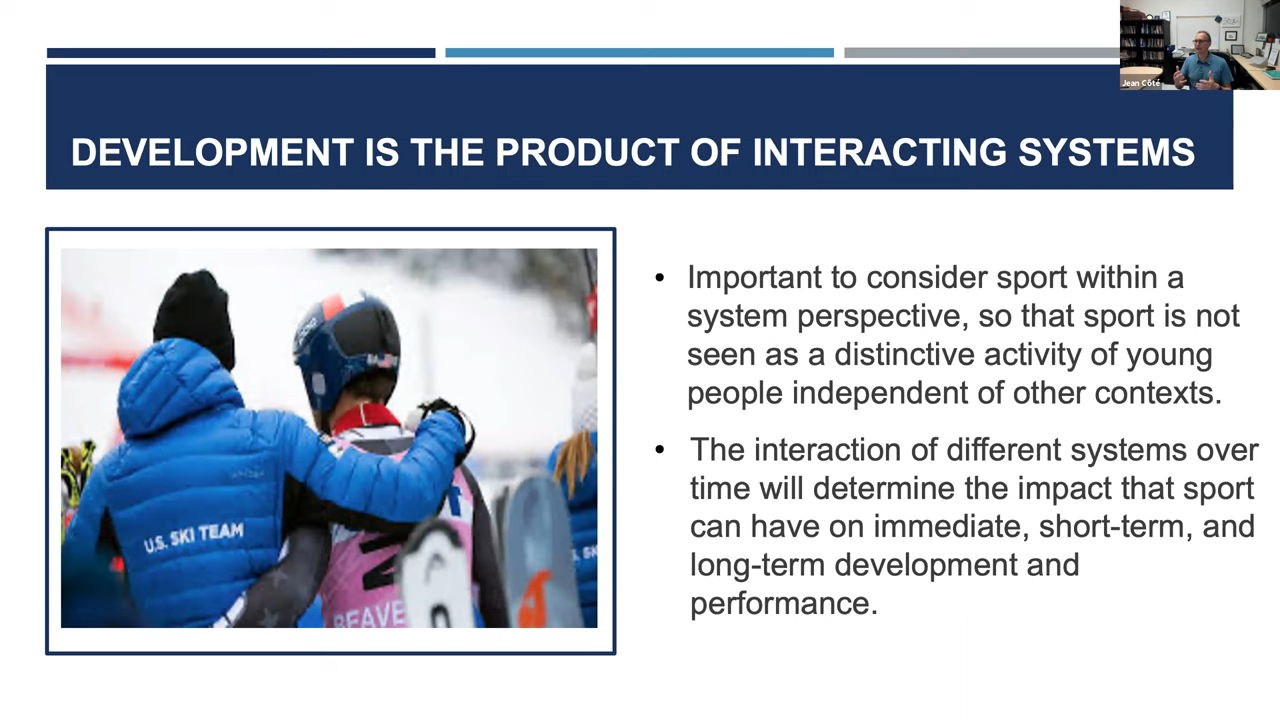 Jean Côté
DEVELOPMENT IS THE PRODUCT OF INTERACTING SYSTEMS
• Important to consider sport within a
system perspective, so that sport is not
seen as a distinctive activity of young
people independent of other contexts.
• The interaction of different systems over
time will determine the impact that sport
can have on immediate, short-term, and
long-term development and
performance.
U.S. SKI TEAM
BEAVE